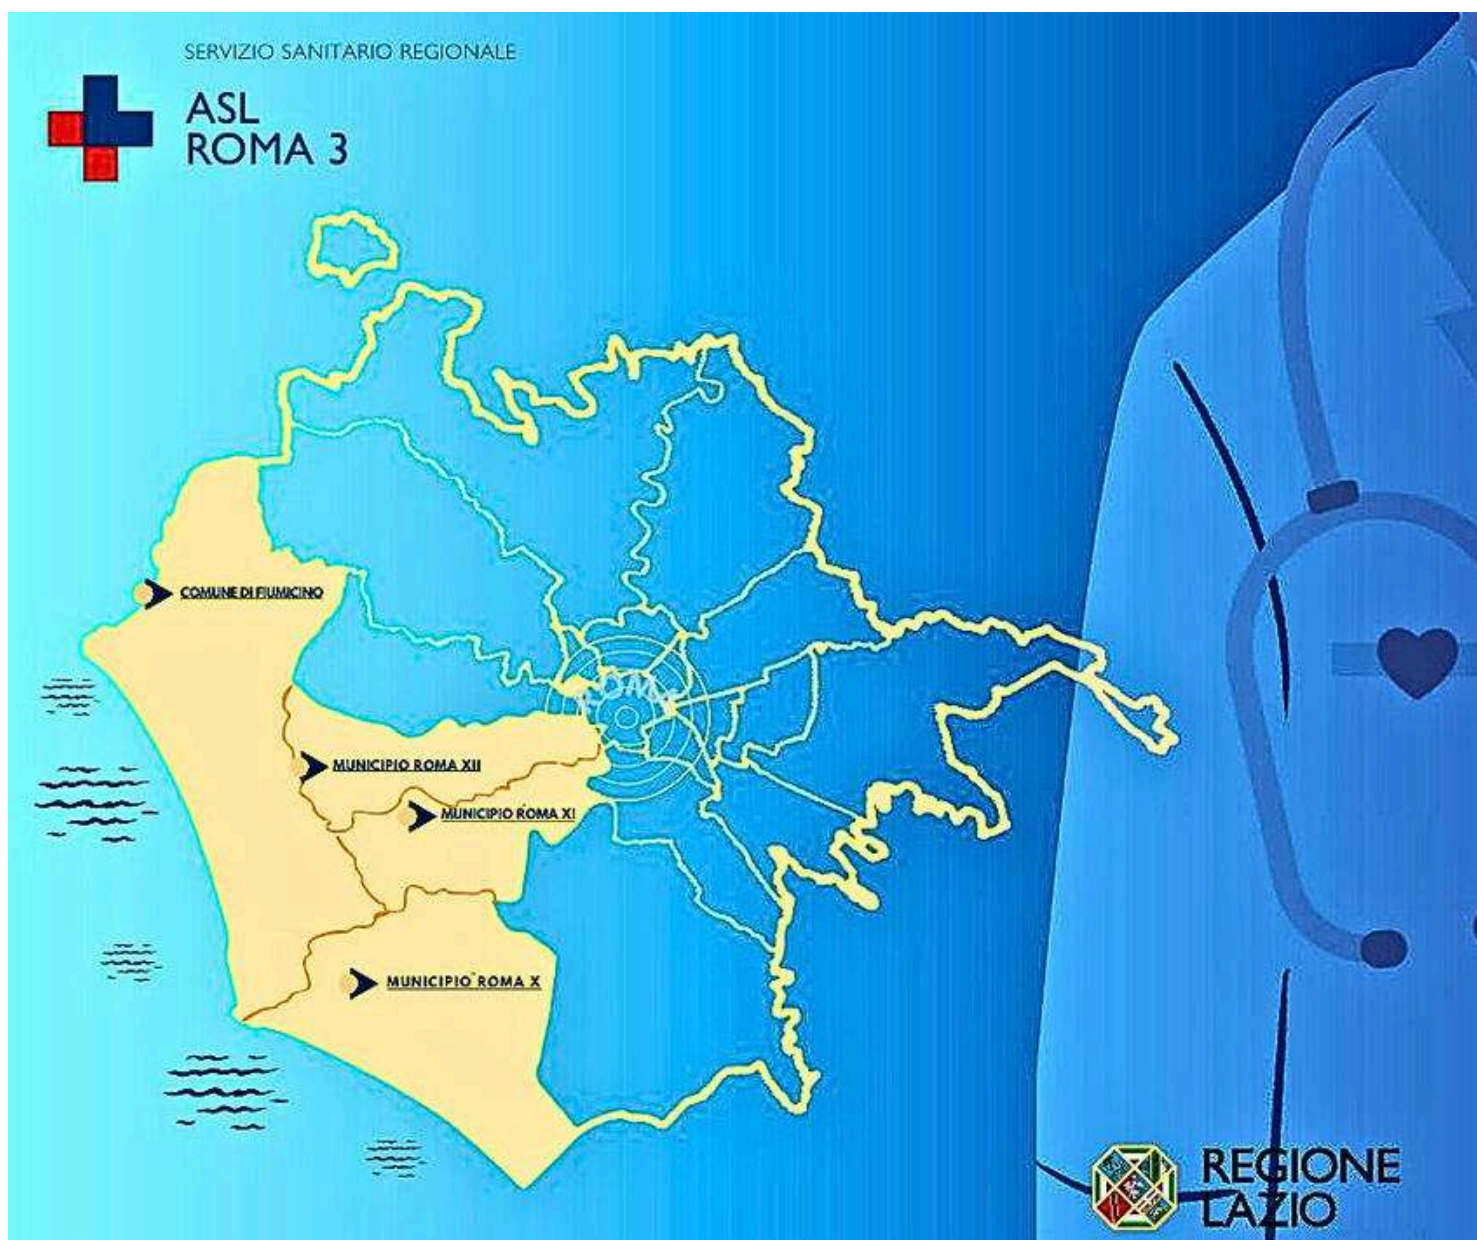 SERVIZIO SANITARIO REGIONALE
ASL
ROMA 3
COMUNE DI FIUMICINO
ROMA
MUNICIPIO ROMA XII
MUNICIPIO ROMA XI
MUNICIPIO ROMA X
REGIONE
LAZIO